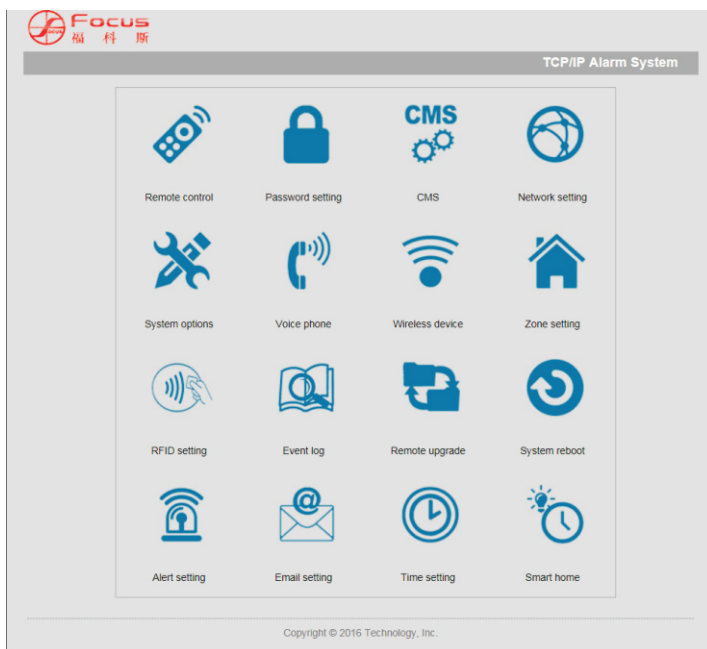 Focus
福科斯
TCP/IP Alarm System
CMS
Remote control Password setting CMS Network setting
System options Voice phone Wireless device Zone setting
RFID setting Event log Remote upgrade System reboot
@
Alert setting Email setting Time setting Smart home
Copyright © 2016 Technology, Inc.